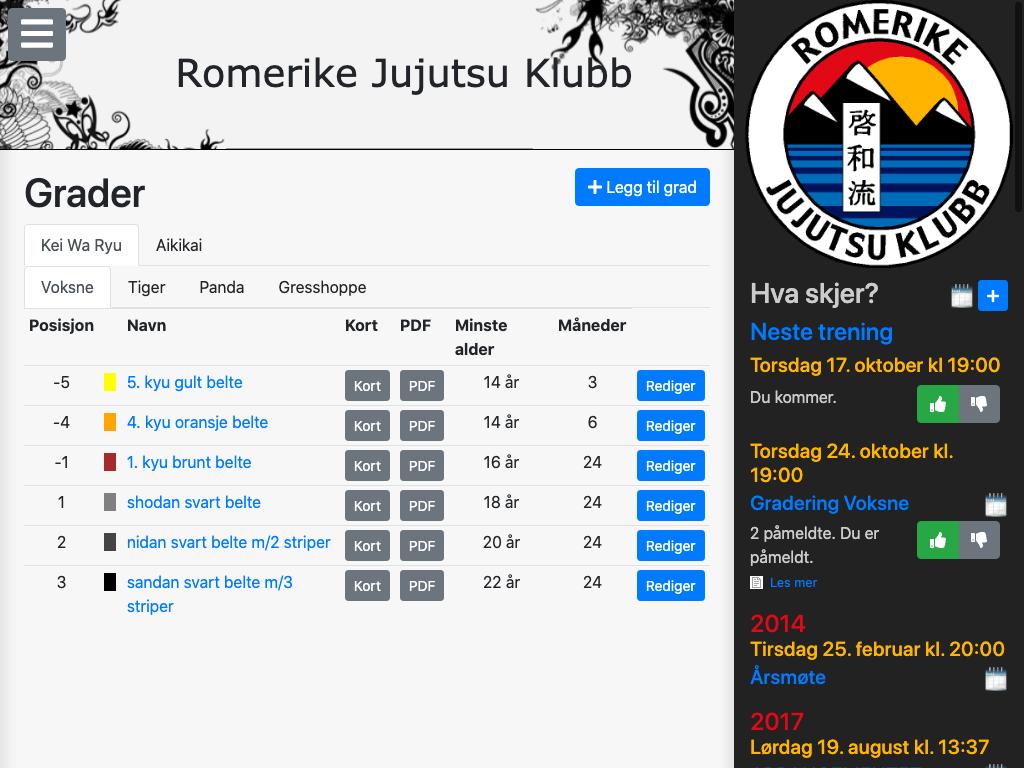 Romerike Jujutsu Klubb
Grader
+ Legg til grad
Kei Wa Ryu Aikikai
Voksne Tiger Panda Gresshoppe
Posisjon Navn Kort PDF Minste alder Måneder
-5 5. kyu gult belte Kort PDF 14 år 3 Rediger
-4 4. kyu oransje belte Kort PDF 14 år 6 Rediger
-1 1. kyu brunt belte Kort PDF 16 år 24 Rediger
1 shodan svart belte Kort PDF 18 år 24 Rediger
2 nidan svart belte m/2 striper Kort PDF 20 år 24 Rediger
3 sandan svart belte m/3 striper Kort PDF 22 år 24 Rediger
ROMERIKE
啓和流
JUJUTSU KLUBB
Hva skjer?
+
Neste trening
Torsdag 17. oktober kl 19:00
Du kommer.
Torsdag 24. oktober kl.
19:00
Gradering Voksne
2 påmeldte. Du er
påmeldt.
Les mer
2014
Tirsdag 25. februar kl. 20:00
Årsmøte
2017
Lørdag 19. august kl. 13:37